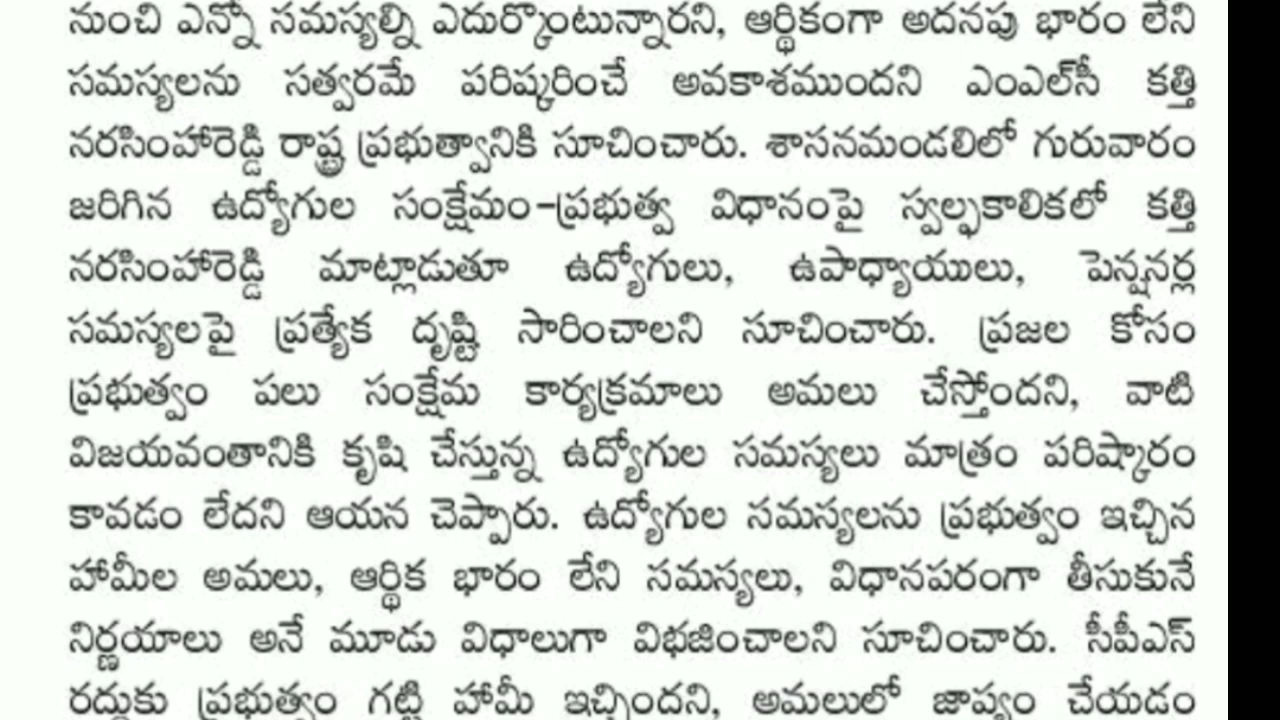 నుంచి ఎన్నో సమస్యల్ని ఎదుర్కొంటున్నారని, ఆర్థికంగా అదనపు భారం లేని
సమస్యలను సత్వరమే పరిష్కరించే అవకాశముందని ఎంఎల్‌సీ కత్తి
నరసింహారెడ్డి రాష్ట్ర ప్రభుత్వానికి సూచించారు. శాసనమండలిలో గురువారం
జరిగిన ఉద్యోగుల సంక్షేమం-ప్రభుత్వ విధానంపై స్వల్పకాలికలో కత్తి
నరసింహారెడ్డి మాట్లాడుతూ ఉద్యోగులు, ఉపాధ్యాయులు, పెన్షనర్ల
సమస్యలపై ప్రత్యేక దృష్టి సారించాలని సూచించారు. ప్రజల కోసం
ప్రభుత్వం పలు సంక్షేమ కార్యక్రమాలు అమలు చేస్తోందని, వాటి
విజయవంతానికి కృషి చేస్తున్న ఉద్యోగుల సమస్యలు మాత్రం పరిష్కారం
కావడం లేదని ఆయన చెప్పారు. ఉద్యోగుల సమస్యలను ప్రభుత్వం ఇచ్చిన
హామీల అమలు, ఆర్థిక భారం లేని సమస్యలు, విధానపరంగా తీసుకునే
నిర్ణయాలు అనే మూడు విధాలుగా విభజించాలని సూచించారు. సీపీఎస్
రద్దుకు ప్రభుత్వం గట్టి హామీ ఇచ్చిందని, అమలులో జాప్యం చేయడం